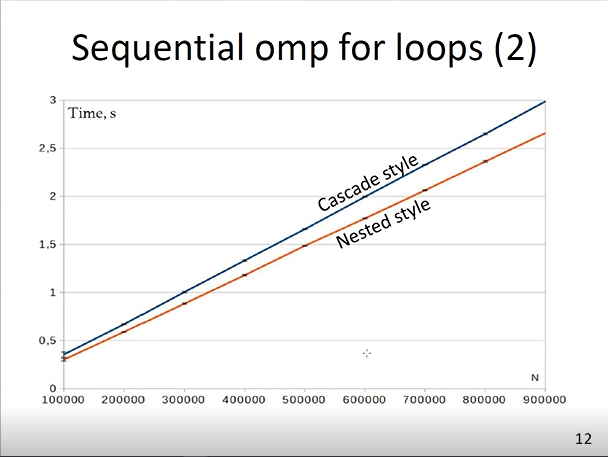 Sequential omp for loops (2)
3
Time, s
2,5
2
1,5
1
0,5
0
Cascade style
Nested style
N
100000 200000 300000 400000 500000 600000 700000 800000 900000
12